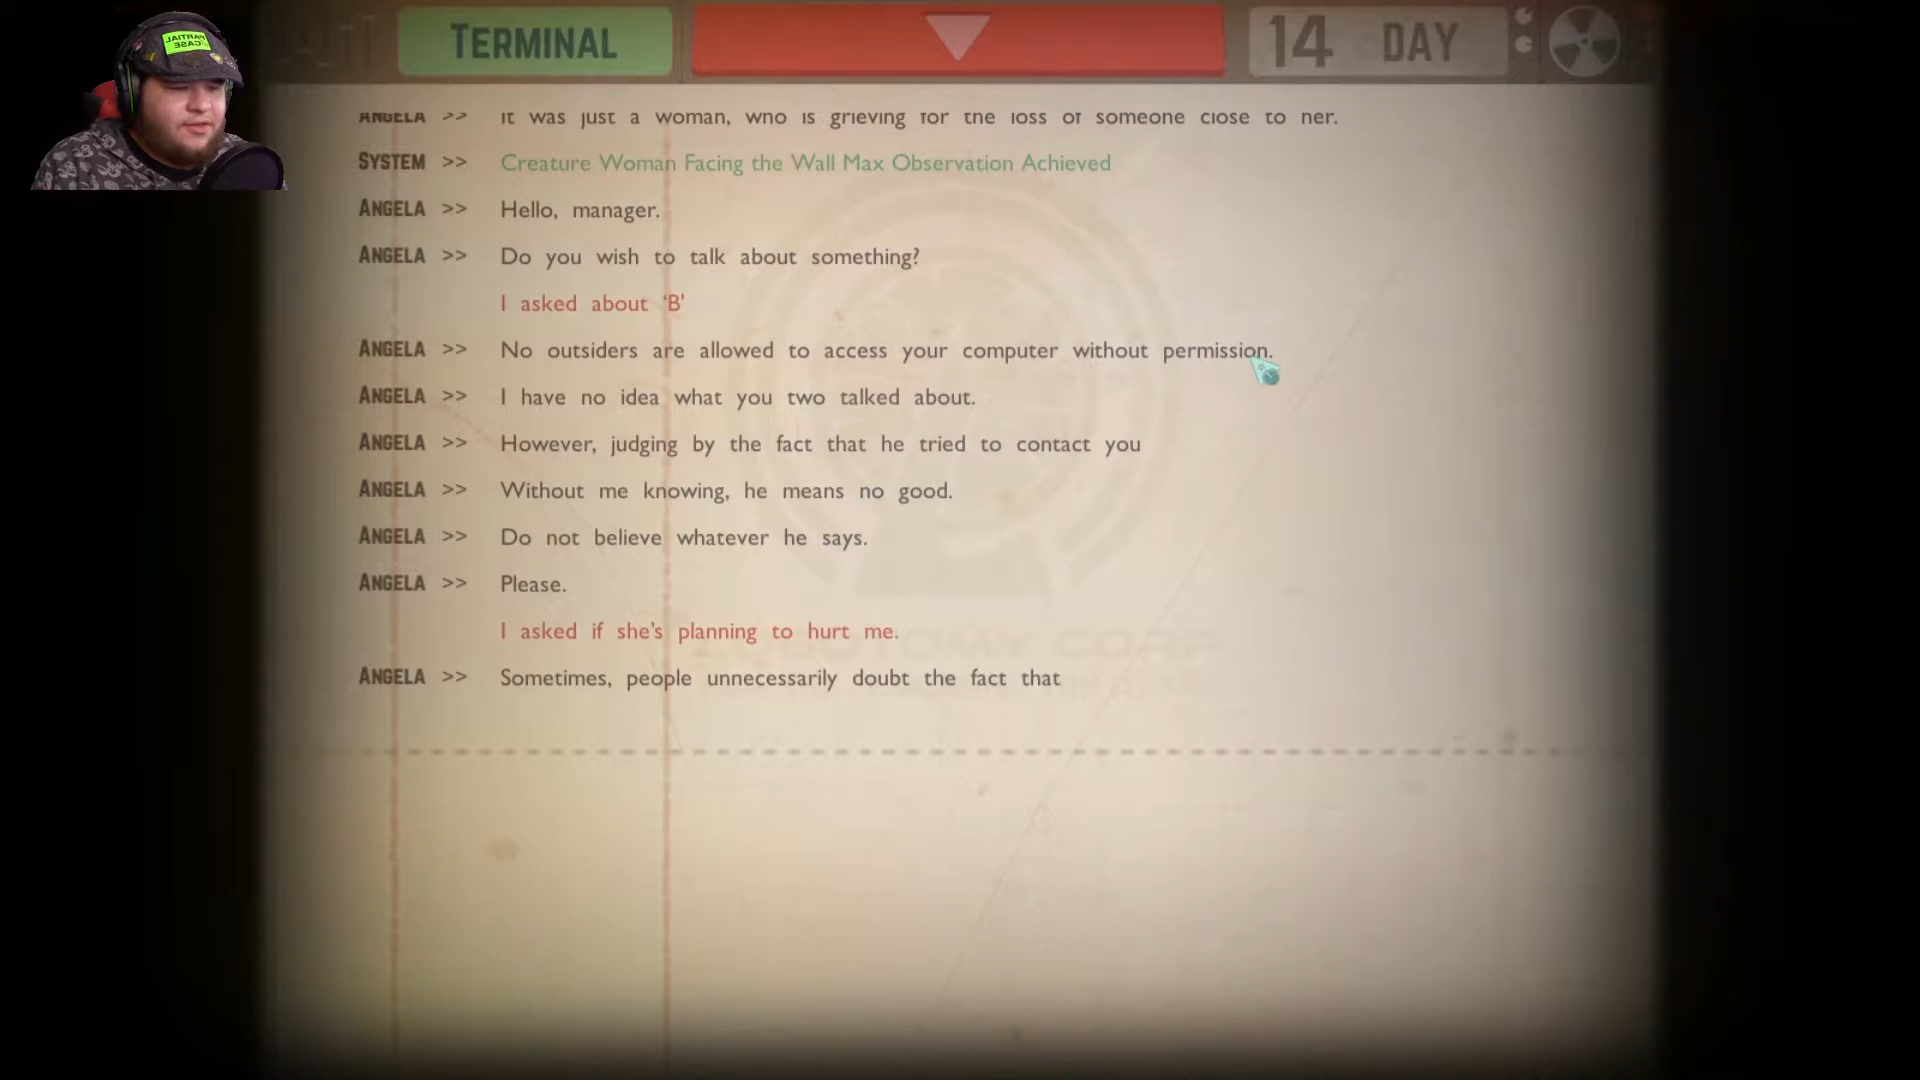 TERMINAL
14 DAY
PARTIAL
CASE
ANGELA >> It was just a woman, who is grieving for the loss of someone close to her.
SYSTEM >> Creature Woman Facing the Wall Max Observation Achieved
ANGELA >> Hello, manager.
ANGELA >> Do you wish to talk about something?
I asked about ‘B'
ANGELA >> No outsiders are allowed to access your computer without permission.
ANGELA >> I have no idea what you two talked about.
ANGELA >> However, judging by the fact that he tried to contact you
ANGELA >> Without me knowing, he means no good.
ANGELA >> Do not believe whatever he says.
ANGELA >> Please.
I asked if she's planning to hurt me.
ANGELA >> Sometimes, people unnecessarily doubt the fact that